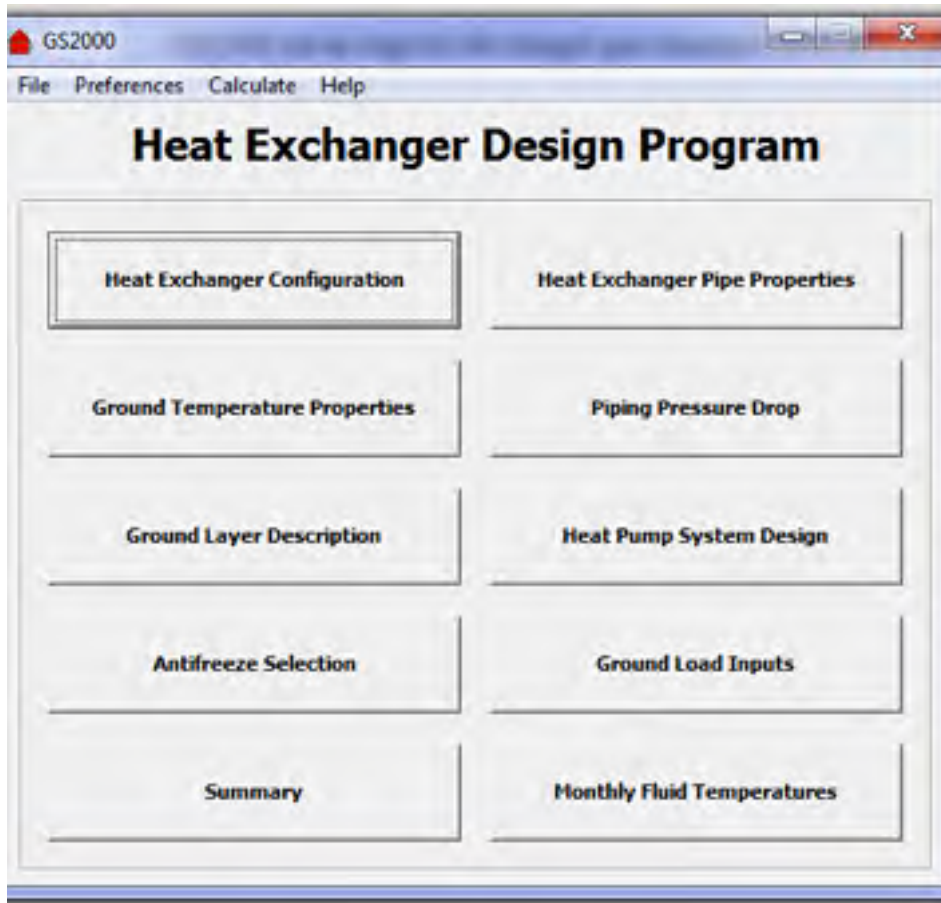 GS2000
File Preferences Calculate Help
Heat Exchanger Design Program
Heat Exchanger Configuration
Heat Exchanger Pipe Properties
Ground Temperature Properties
Piping Pressure Drop
Ground Layer Description
Heat Pump System Design
Antifreeze Selection
Ground Load Inputs
Summary
Monthly Fluid Temperatures